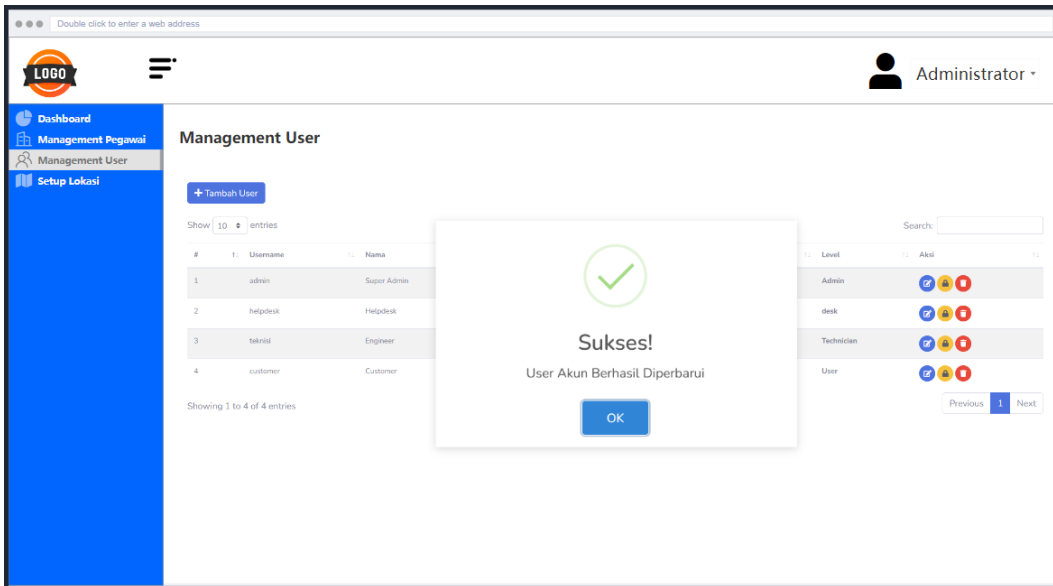 Double click to enter a web address
LOGO
Administrator
Dashboard
Management Pegawai
Management User
Setup Lokasi
Management User
+ Tambah User
Show 10 entries
Search:
# Username Nama Level Aksi
1 admin Super Admin Admin
2 helpdesk Helpdesk desk
3 teknisi Engineer Technician
4 customer Customer User
Showing 1 to 4 of 4 entries
Previous 1 Next
Sukses!
User Akun Berhasil Diperbarui
OK